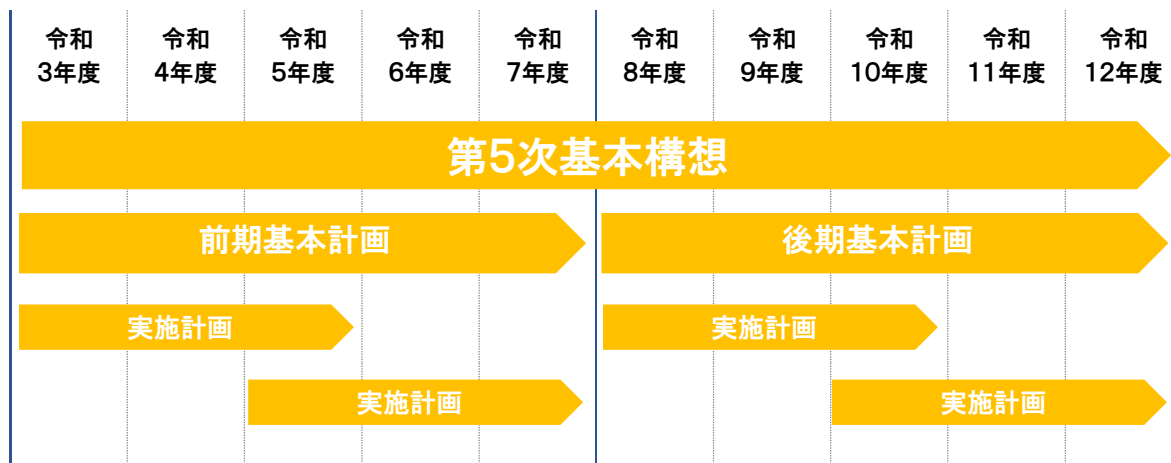 令和
3年度
令和
4年度
令和
5年度
令和
6年度
令和
7年度
令和
8年度
令和
9年度
令和
10年度
令和
11年度
令和
12年度
第5次基本構想
前期基本計画
後期基本計画
実施計画
実施計画
実施計画
実施計画